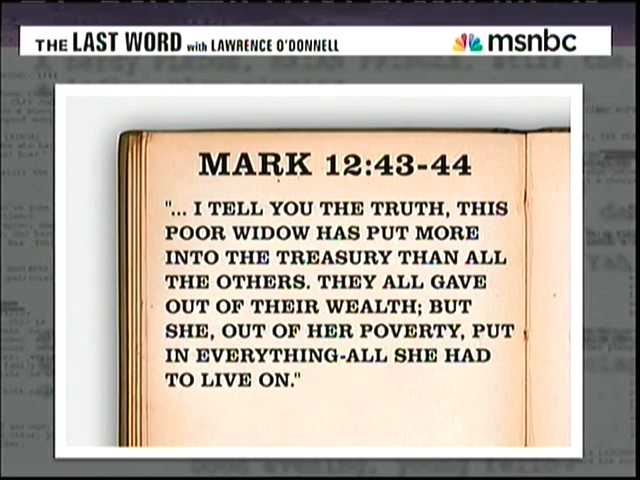 THE LAST WORD with LAWRENCE O'DONNELL
msnbc
MARK 12:43-44
"... I TELL YOU THE TRUTH, THIS
POOR WIDOW HAS PUT MORE
INTO THE TREASURY THAN ALL
THE OTHERS. THEY ALL GAVE
OUT OF THEIR WEALTH; BUT
SHE, OUT OF HER POVERTY, PUT
IN EVERYTHING-ALL SHE HAD
TO LIVE ON."